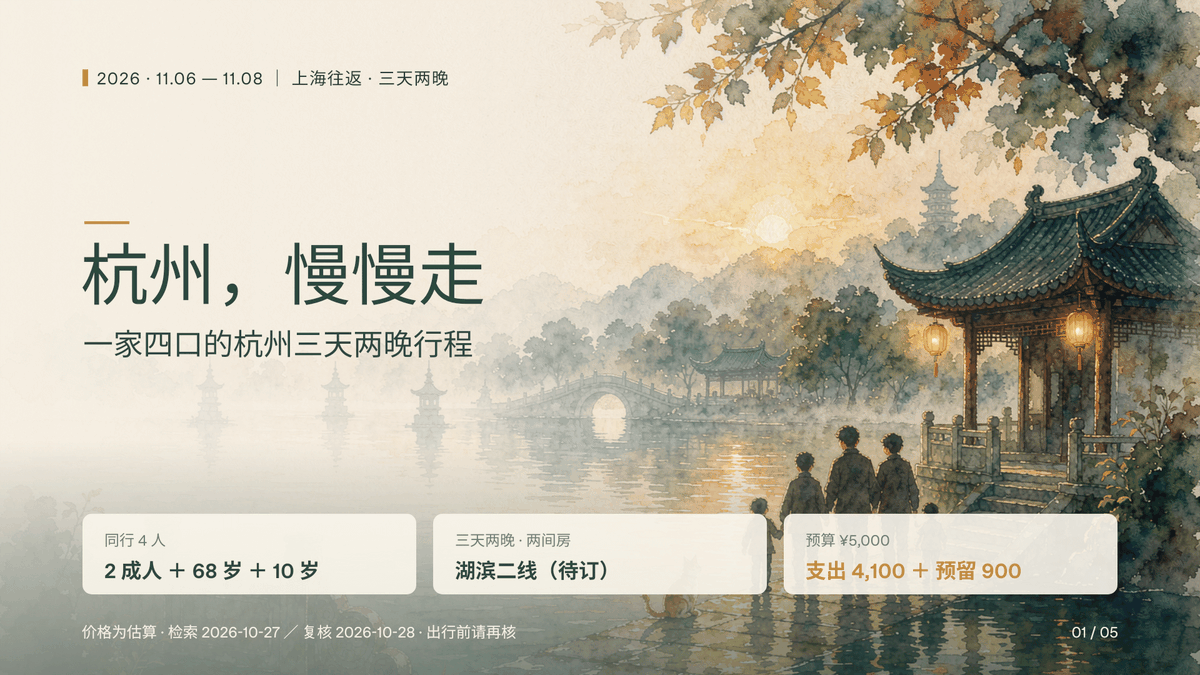 2026 · 11.06 — 11.08 ｜ 上海往返 · 三天两晚
杭州，慢慢走
一家四口的杭州三天两晚行程
同行 4 人
2 成人 ＋ 68 岁 ＋ 10 岁
三天两晚 · 两间房
湖滨二线（待订）
预算 ¥5,000
支出 4,100 ＋ 预留 900
价格为估算 · 检索 2026-10-27 ／ 复核 2026-10-28 · 出行前请再核
01 / 05